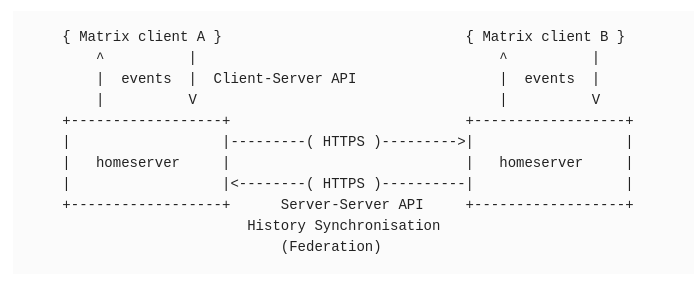 { Matrix client A }                             { Matrix client B }
    ^          |                                    ^          |
    |  events  |  Client-Server API                 |  events  |
    |          V                                    |          V
+------------------+                            +------------------+
|                  |---------( HTTPS )--------->|                  |
|   homeserver     |                            |   homeserver     |
|                  |<--------( HTTPS )----------|                  |
+------------------+      Server-Server API     +------------------+
                      History Synchronisation
                          (Federation)